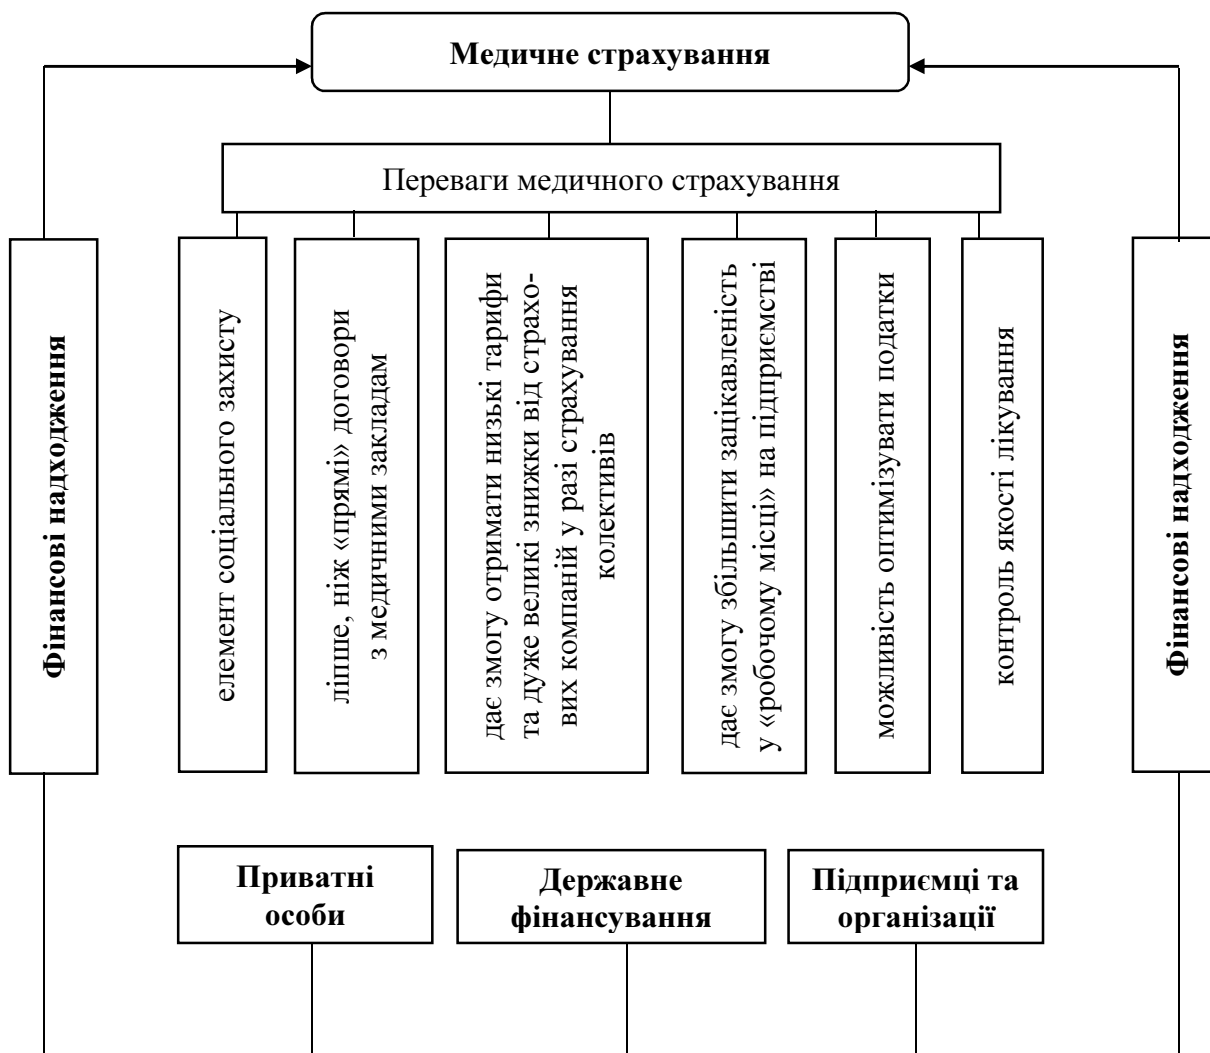 Медичне страхування
Переваги медичного страхування
Фінансові надходження
елемент соціального захисту
ліпше, ніж «прямі» договори
з медичними закладам
дає змогу отримати низькі тарифи
та дуже великі знижки від страхо-
вих компаній у разі страхування
колективів
дає змогу збільшити зацікавленість
у «робочому місці» на підприємстві
можливість оптимізувати податки
контроль якості лікування
Фінансові надходження
Приватні
особи
Державне
фінансування
Підприємці та
організації